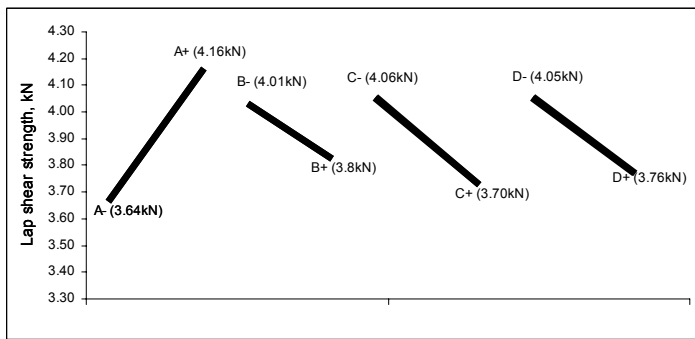 Lap shear strength, kN
4.30
4.20
4.10
4.00
3.90
3.80
3.70
3.60
3.50
3.40
3.30
A+ (4.16kN)
B- (4.01kN)
C- (4.06kN)
D- (4.05kN)
A- (3.64kN)
B+ (3.8kN)
C+ (3.70kN)
D+ (3.76kN)